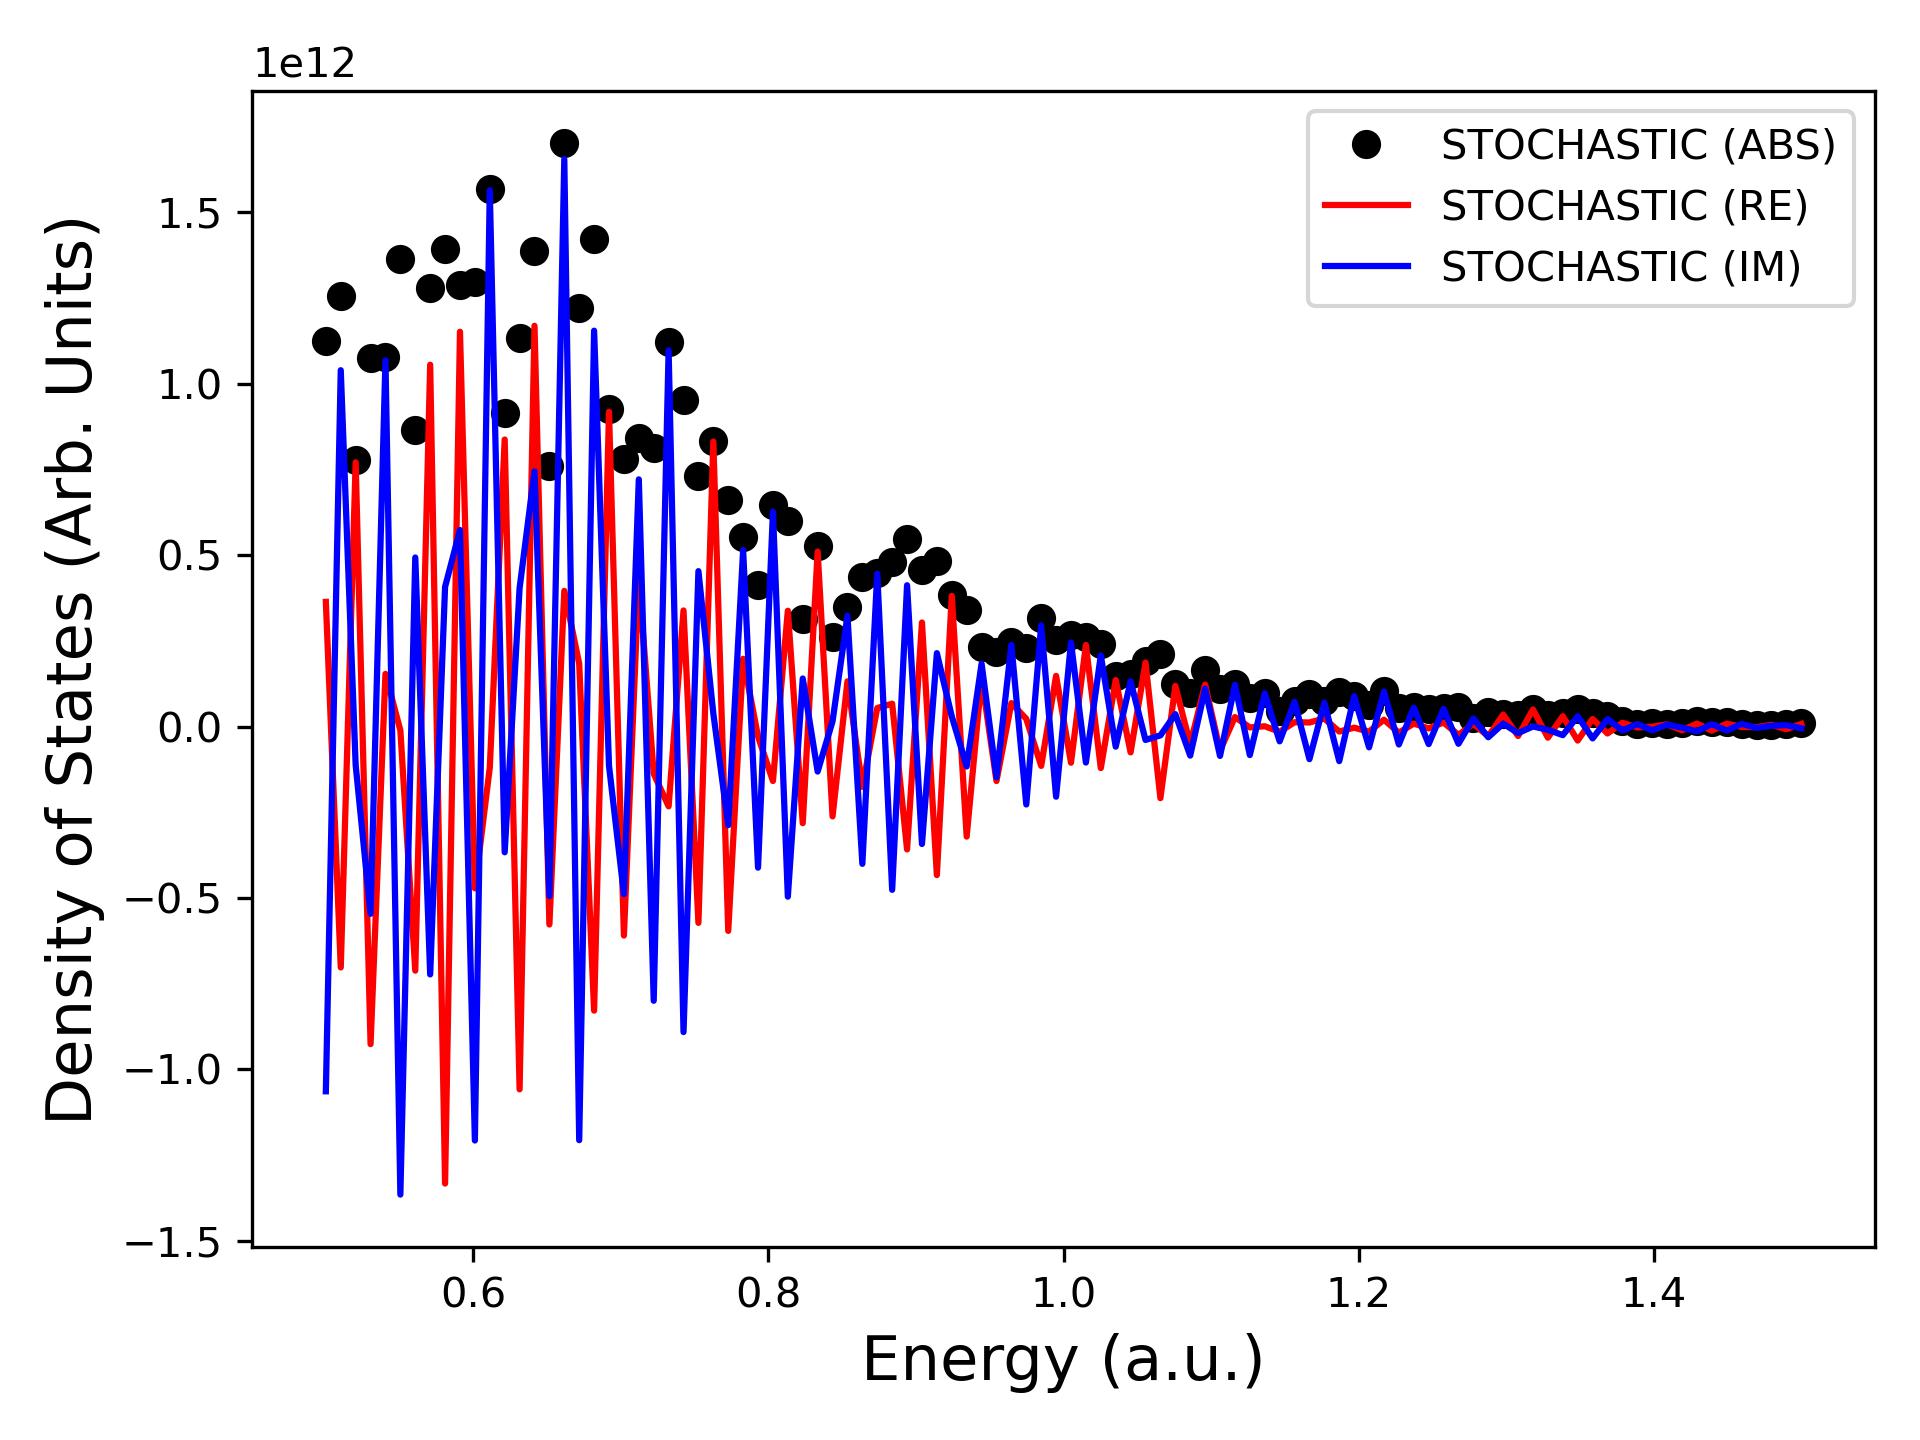 1e12
STOCHASTIC (ABS)
STOCHASTIC (RE)
STOCHASTIC (IM)
Density of States (Arb. Units)
1.5
1.0
0.5
0.0
−0.5
−1.0
−1.5
0.6 0.8 1.0 1.2 1.4
Energy (a.u.)